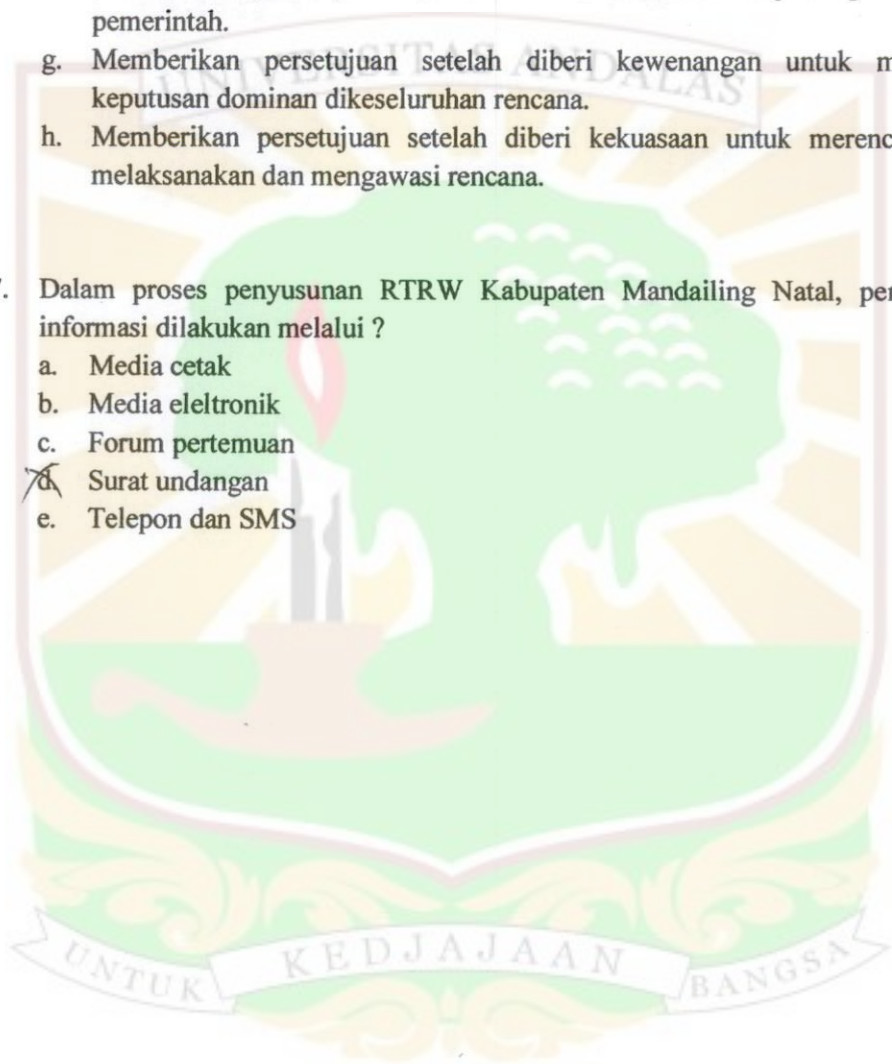 pemerintah.
g. Memberikan persetujuan setelah diberi kewenangan untuk
keputusan dominan dikeseluruhan rencana.
h. Memberikan persetujuan setelah diberi kekuasaan untuk
melaksanakan dan mengawasi rencana.
Dalam proses penyusunan RTRW Kabupaten Mandailing Natal,
informasi dilakukan melalui ?
a. Media cetak
b. Media eleltronik
c. Forum pertemuan
d. Surat undangan
e. Telepon dan SMS
UNIVERSITAS ANDALAS
UNTUK KEDJAJAAN BANGSA